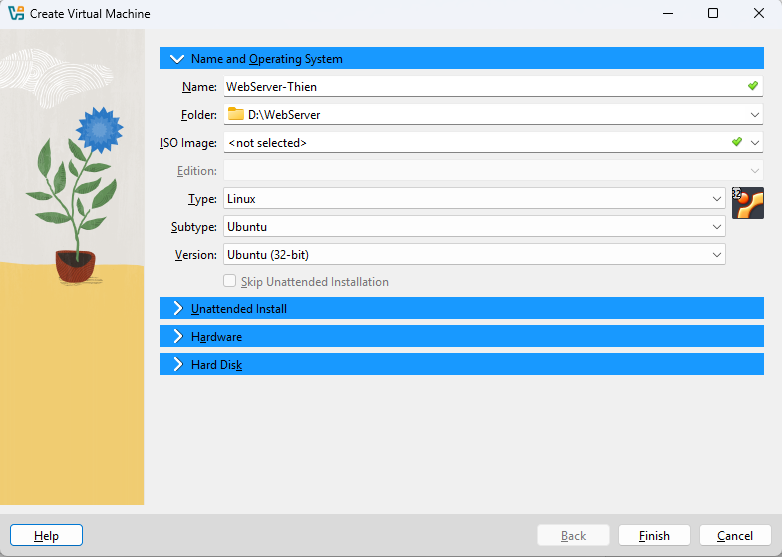 Create Virtual Machine
Name and Operating System
Name: WebServer-Thien
Folder: D:\WebServer
ISO Image: <not selected>
Edition:
Type: Linux
32
Subtype: Ubuntu
Version: Ubuntu (32-bit)
Skip Unattended Installation
Unattended Install
Hardware
Hard Disk
Help Back Finish Cancel